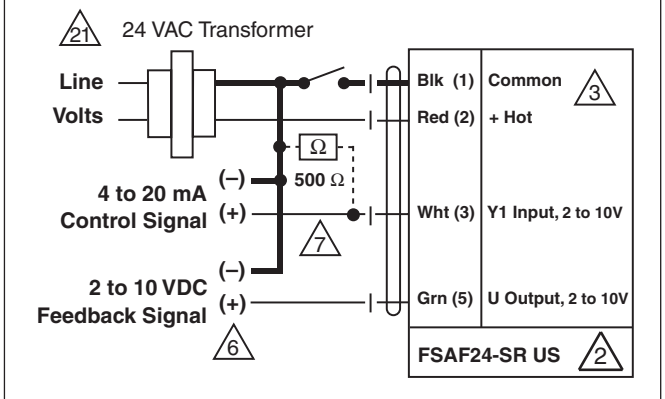 21 24 VAC Transformer
Line
Volts
Blk (1) Common 3
Red (2) + Hot
Ω
500 Ω
4 to 20 mA
Control Signal
(–)
(+)
7
Wht (3) Y1 Input, 2 to 10V
2 to 10 VDC
Feedback Signal
(–)
(+)
6
Grn (5) U Output, 2 to 10V
FSAF24-SR US 2